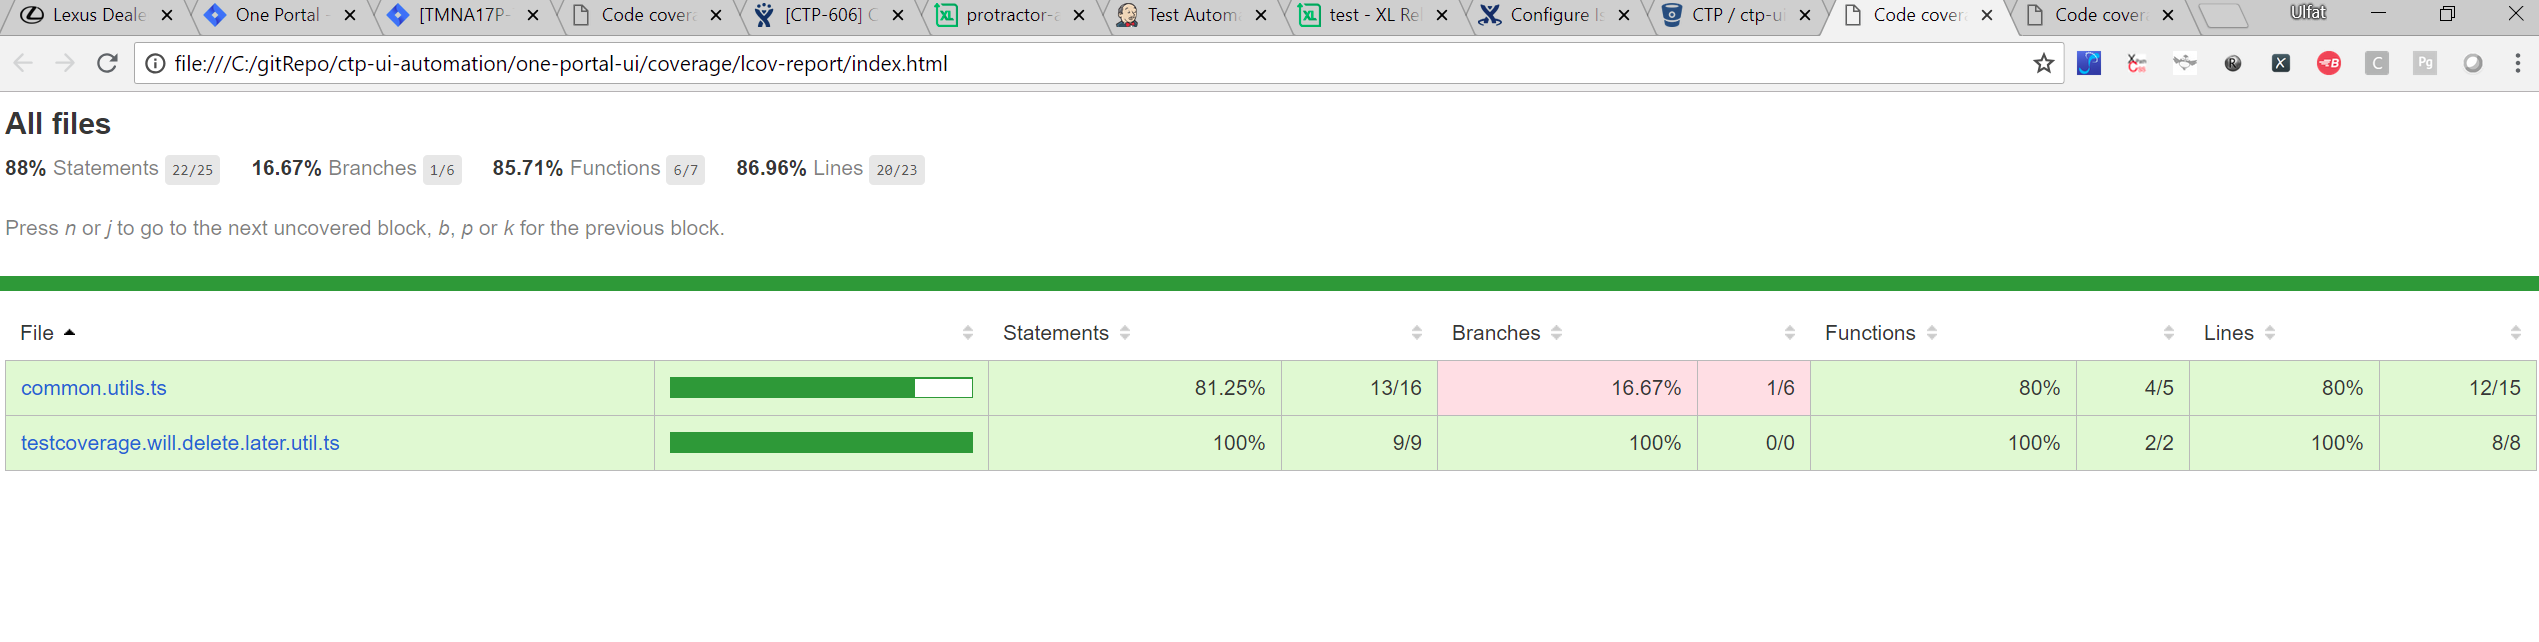 Lexus Deale One Portal - [TMNA17P- Code cover [CTP-606] C protractor-a Test Autom test - XL Rel Configure Is CTP / ctp-ui Code cover Code cover Ulfat
file:///C:/gitRepo/ctp-ui-automation/one-portal-ui/coverage/lcov-report/index.html
All files
88% Statements 22/25 16.67% Branches 1/6 85.71% Functions 6/7 86.96% Lines 20/23
Press n or j to go to the next uncovered block, b, p or k for the previous block.
File Statements Branches Functions Lines
common.utils.ts 81.25% 13/16 16.67% 1/6 80% 4/5 80% 12/15
testcoverage.will.delete.later.util.ts 100% 9/9 100% 0/0 100% 2/2 100% 8/8